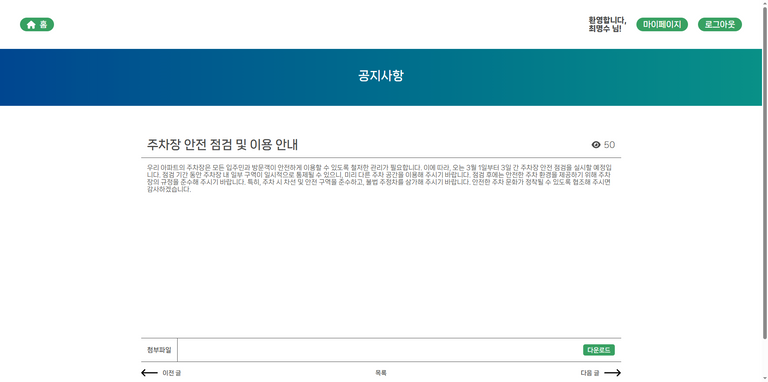 홈
환영합니다,
최명수 님!
마이페이지
로그아웃
공지사항
주차장 안전 점검 및 이용 안내
50
우리 아파트의 주차장은 모든 입주민과 방문객이 안전하게 이용할 수 있도록 철저한 관리가 필요합니다. 이에 따라, 오는 3월 1일부터 3일 간 주차장 안전 점검을 실시할 예정입
니다. 점검 기간 동안 주차장 내 일부 구역이 일시적으로 통제될 수 있으니, 미리 다른 주차 공간을 이용해 주시기 바랍니다. 점검 후에는 안전한 주차 환경을 제공하기 위해 주차
장의 규정을 준수해 주시기 바랍니다. 특히, 주차 시 차선 및 안전 구역을 준수하고, 불법 주정차를 삼가해 주시기 바랍니다. 안전한 주차 문화가 정착될 수 있도록 협조해 주시면
감사하겠습니다.
첨부파일
다운로드
이전 글
목록
다음 글